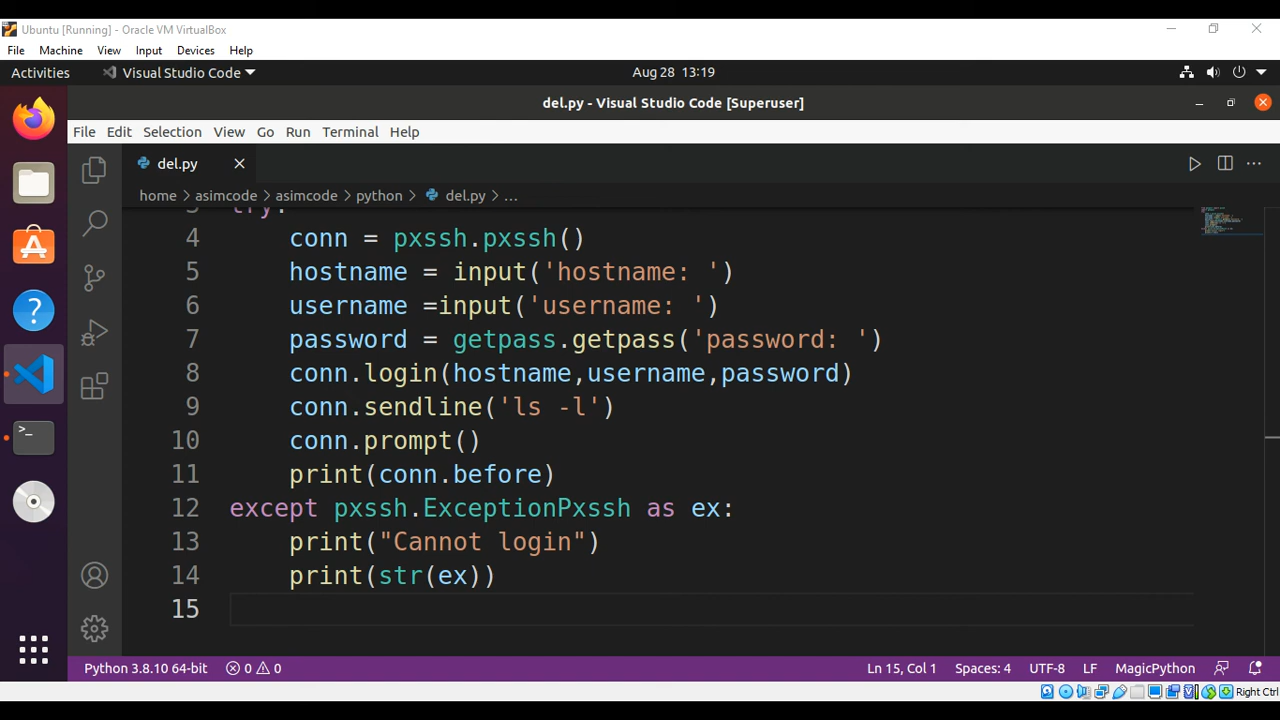 Ubuntu [Running] - Oracle VM VirtualBox
File Machine View Input Devices Help
Activities Visual Studio Code Aug 28 13:19
del.py - Visual Studio Code [Superuser]
File Edit Selection View Go Run Terminal Help
del.py
home > asimcode > asimcode > python > del.py > ...
3 try:
4 conn = pxssh.pxssh()
5 hostname = input('hostname: ')
6 username =input('username: ')
7 password = getpass.getpass('password: ')
8 conn.login(hostname,username,password)
9 conn.sendline('ls -l')
10 conn.prompt()
11 print(conn.before)
12 except pxssh.ExceptionPxssh as ex:
13 print("Cannot login")
14 print(str(ex))
15
Python 3.8.10 64-bit 0 0 Ln 15, Col 1 Spaces: 4 UTF-8 LF MagicPython
Right Ctrl